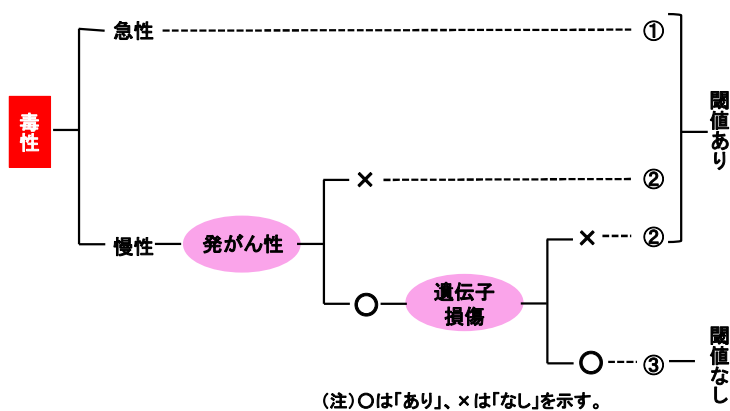 急性
①
閾値あり
毒性
×
②
慢性
発がん性
×
②
○
遺伝子
損傷
○
③
閾値なし
(注)○は「あり」、×は「なし」を示す。